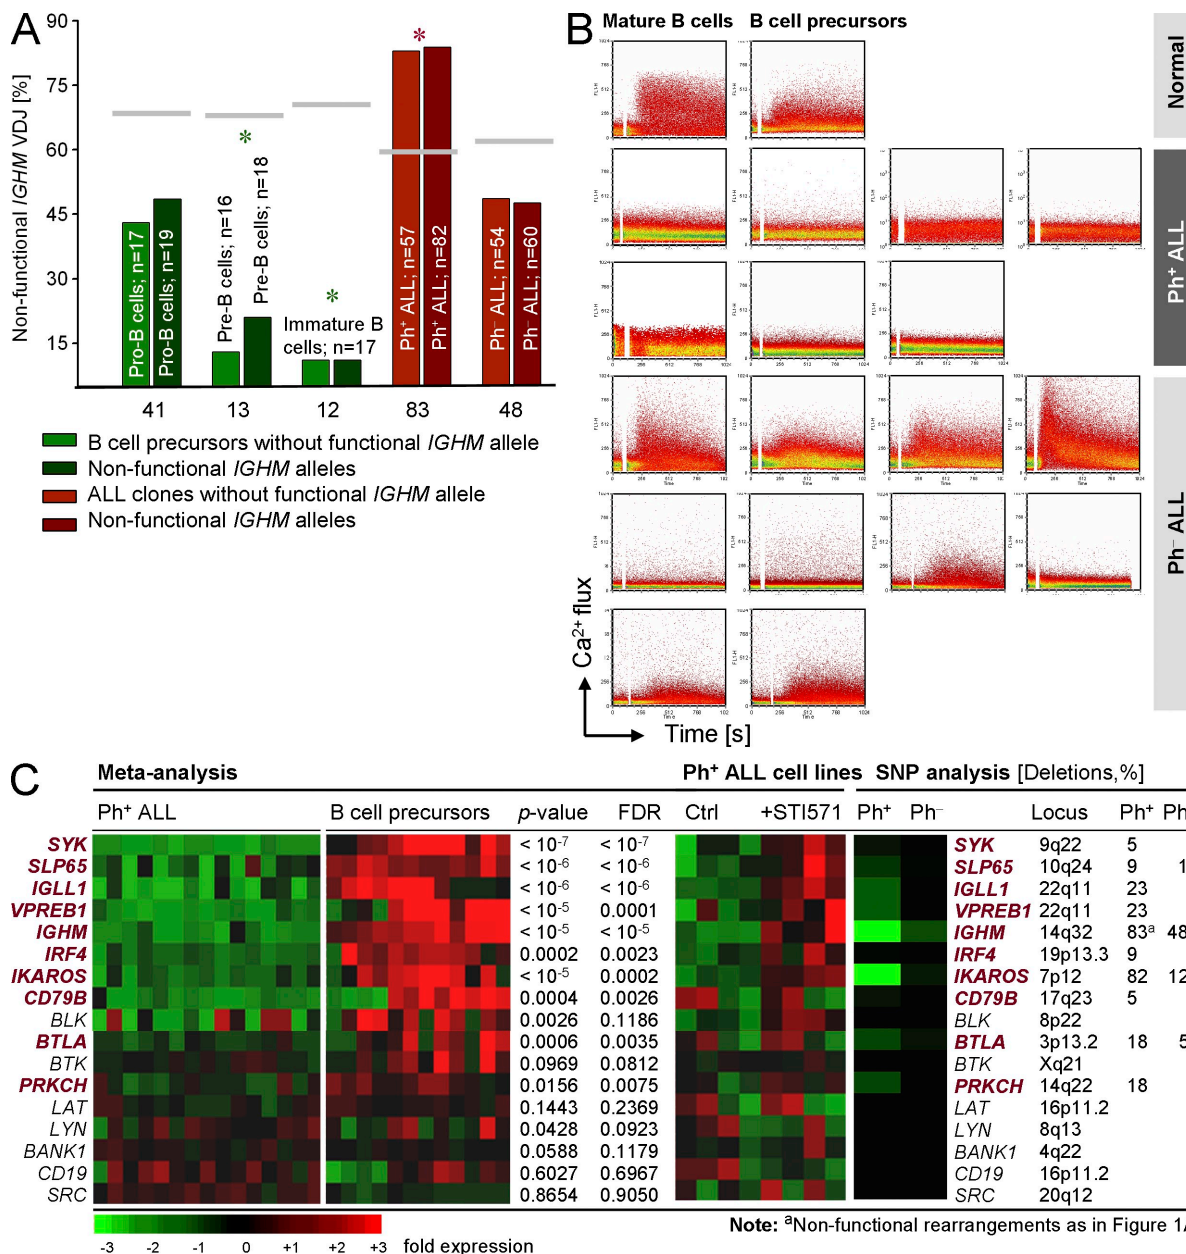 A
Non-functional IGHM VDJ [%]
90
75
60
45
30
15
Pro-B cells; n=17
Pro-B cells; n=19
Pre-B cells; n=16
Pre-B cells; n=18
Immature B
cells; n=17
Ph+ ALL; n=57
Ph+ ALL; n=82
Ph− ALL; n=54
Ph− ALL; n=60
*
*
*
41 13 12 83 48
B cell precursors without functional IGHM allele
Non-functional IGHM alleles
ALL clones without functional IGHM allele
Non-functional IGHM alleles
B
Mature B cells B cell precursors
Normal
Ph+ ALL
Ph− ALL
Ca2+ flux
Time [s]
C
Meta-analysis Ph+ ALL cell lines SNP analysis [Deletions,%]
Ph+ ALL B cell precursors p-value FDR Ctrl +STI571 Ph+ Ph− Locus Ph+ Ph
SYK < 10-7 < 10-7 SYK 9q22 5
SLP65 < 10-6 < 10-6 SLP65 10q24 9 1
IGLL1 < 10-6 < 10-6 IGLL1 22q11 23
VPREB1 < 10-5 0.0001 VPREB1 22q11 23
IGHM < 10-5 < 10-5 IGHM 14q32 83a 48
IRF4 0.0002 0.0023 IRF4 19p13.3 9
IKAROS < 10-5 0.0002 IKAROS 7p12 82 12
CD79B 0.0004 0.0026 CD79B 17q23 5
BLK 0.0026 0.1186 BLK 8p22
BTLA 0.0006 0.0035 BTLA 3p13.2 18 5
BTK 0.0969 0.0812 BTK Xq21
PRKCH 0.0156 0.0075 PRKCH 14q22 18
LAT 0.1443 0.2369 LAT 16p11.2
LYN 0.0428 0.0923 LYN 8q13
BANK1 0.0588 0.1179 BANK1 4q22
CD19 0.6027 0.6967 CD19 16p11.2
SRC 0.8654 0.9050 SRC 20q12
-3 -2 -1 0 +1 +2 +3 fold expression
Note: aNon-functional rearrangements as in Figure 1A